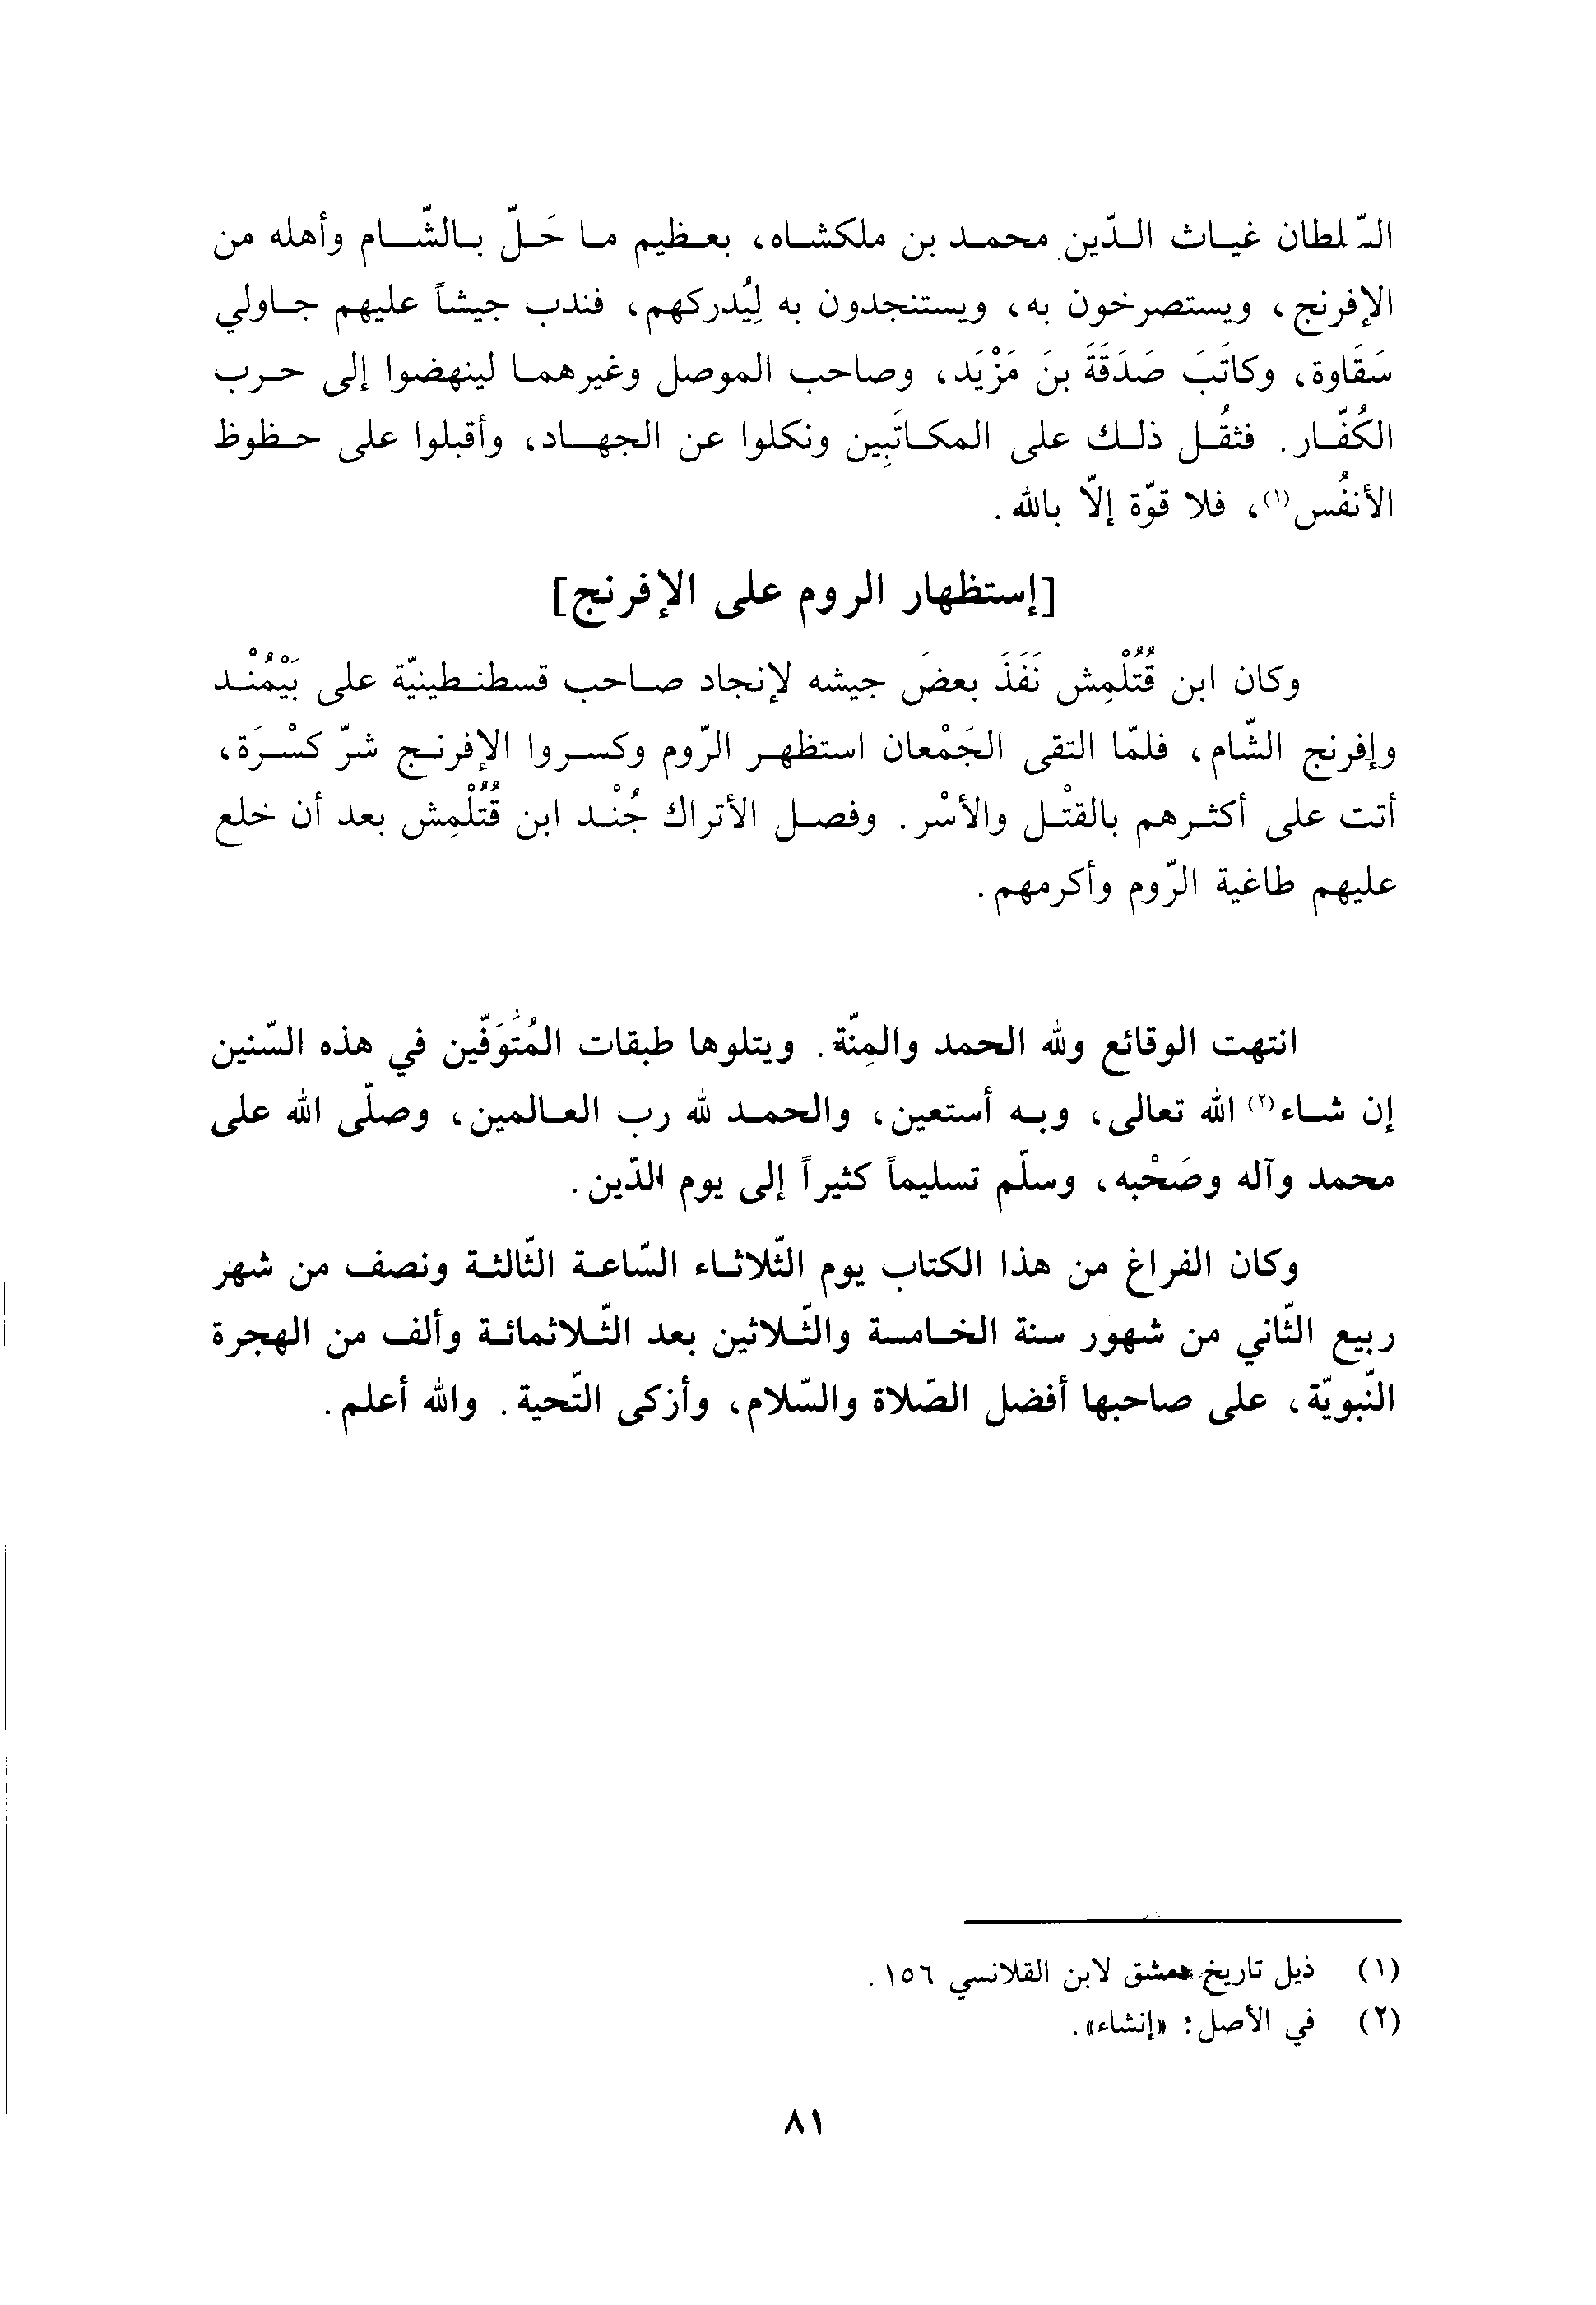 السّلطان غياث الدّين محمد بن ملكشاه، بعظيم ما حَلّ بالشّام وأهله من
الإفرنج، ويستصرخون به، ويستنجدون به لِيُدركهم، فندب جيشاً عليهم جاولي
سَقَاوة، وكاتَبَ صَدَقَةَ بنَ مَزْيَد، وصاحب الموصل وغيرهما لينهضوا إلى حرب
الكُفّار. فثقُل ذلك على المكاتَبِين ونكلوا عن الجهاد، وأقبلوا على حظوظ
الأنفُس(١)، فلا قوّة إلّا بالله.
[إستظهار الروم على الإفرنج]
وكان ابن قُتُلْمِش نَفَذَ بعضَ جيشه لإنجاد صاحب قسطنطينيّة على بَيْمُنْد
وإفرنج الشّام، فلمّا التقى الجَمْعان استظهر الرّوم وكسروا الإفرنج شرّ كسْرَة،
أتت على أكثرهم بالقتْل والأسْر. وفصل الأتراك جُنْد ابن قُتُلْمِش بعد أن خلع
عليهم طاغية الرّوم وأكرمهم.
انتهت الوقائع ولله الحمد والمِنّة. ويتلوها طبقات المُتَوَفّين في هذه السّنين
إن شاء(٢) الله تعالى، وبه أستعين، والحمد لله رب العالمين، وصلّى الله على
محمد وآله وصَحْبه، وسلّم تسليماً كثيراً إلى يوم الدّين.
وكان الفراغ من هذا الكتاب يوم الثّلاثاء السّاعة الثّالثة ونصف من شهر
ربيع الثّاني من شهور سنة الخامسة والثّلاثين بعد الثّلاثمائة وألف من الهجرة
النّبويّة، على صاحبها أفضل الصّلاة والسّلام، وأزكى التّحية. والله أعلم.
(١) ذيل تاريخ دمشق لابن القلانسي ١٥٦.
(٢) في الأصل: «إنشاء».
٨١